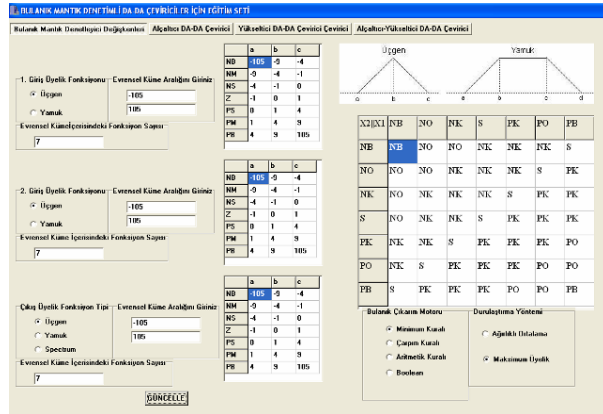 BULANIK MANTIK DENETİMLİ DA-DA ÇEVİRİCİLER İÇİN EĞİTİM SETİ
Bulanık Mantık Denetleyici Değişkenleri Alçaltıcı DA-DA Çevirici Yükseltici DA-DA Çevirici Çevirici Alçaltıcı-Yükseltici DA-DA Çevirici
1. Giriş Üyelik Fonksiyonu
Üçgen
Yamuk
Evrensel Küme Aralığını Giriniz
-105
105
Evrensel Kümeİçerisindeki Fonksiyon Sayısı
7
a b c
NB -105 -9 -4
NM -9 -4 -1
NS -4 -1 0
Z -1 0 1
PS 0 1 4
PM 1 4 9
PB 4 9 105
2. Giriş Üyelik Fonksiyonu
Üçgen
Yamuk
Evrensel Küme Aralığını Giriniz
-105
105
Evrensel Küme İçerisindeki Fonksiyon Sayısı
7
a b c
NB -105 -9 -4
NM -9 -4 -1
NS -4 -1 0
Z -1 0 1
PS 0 1 4
PM 1 4 9
PB 4 9 105
Çıkış Üyelik Fonksiyon Tipi
Üçgen
Yamuk
Spectrum
Evrensel Küme Aralığını Giriniz
-105
105
Evrensel Küme İçerisindeki Fonksiyon Sayısı
7
a b c
NB -105 -9 -4
NM -9 -4 -1
NS -4 -1 0
Z -1 0 1
PS 0 1 4
PM 1 4 9
PB 4 9 105
GÜNCELLE
Üçgen
a b c
Yamuk
a b c d
X2||X1 NB NO NK S PK PO PB
NB NB NO NO NK NK NK S
NO NO NO NK NK NK S PK
NK NO NK NK NK S PK PK
S NO NK NK S PK PK PO
PK NK NK S PK PK PK PO
PO NK S PK PK PK PO PO
PB S PK PK PK PO PO PB
Bulanık Çıkarım Motoru
Minimum Kuralı
Çarpım Kuralı
Aritmetik Kuralı
Boolean
Durulaştırma Yöntemi
Ağırlıklı Ortalama
Maksimum Üyelik